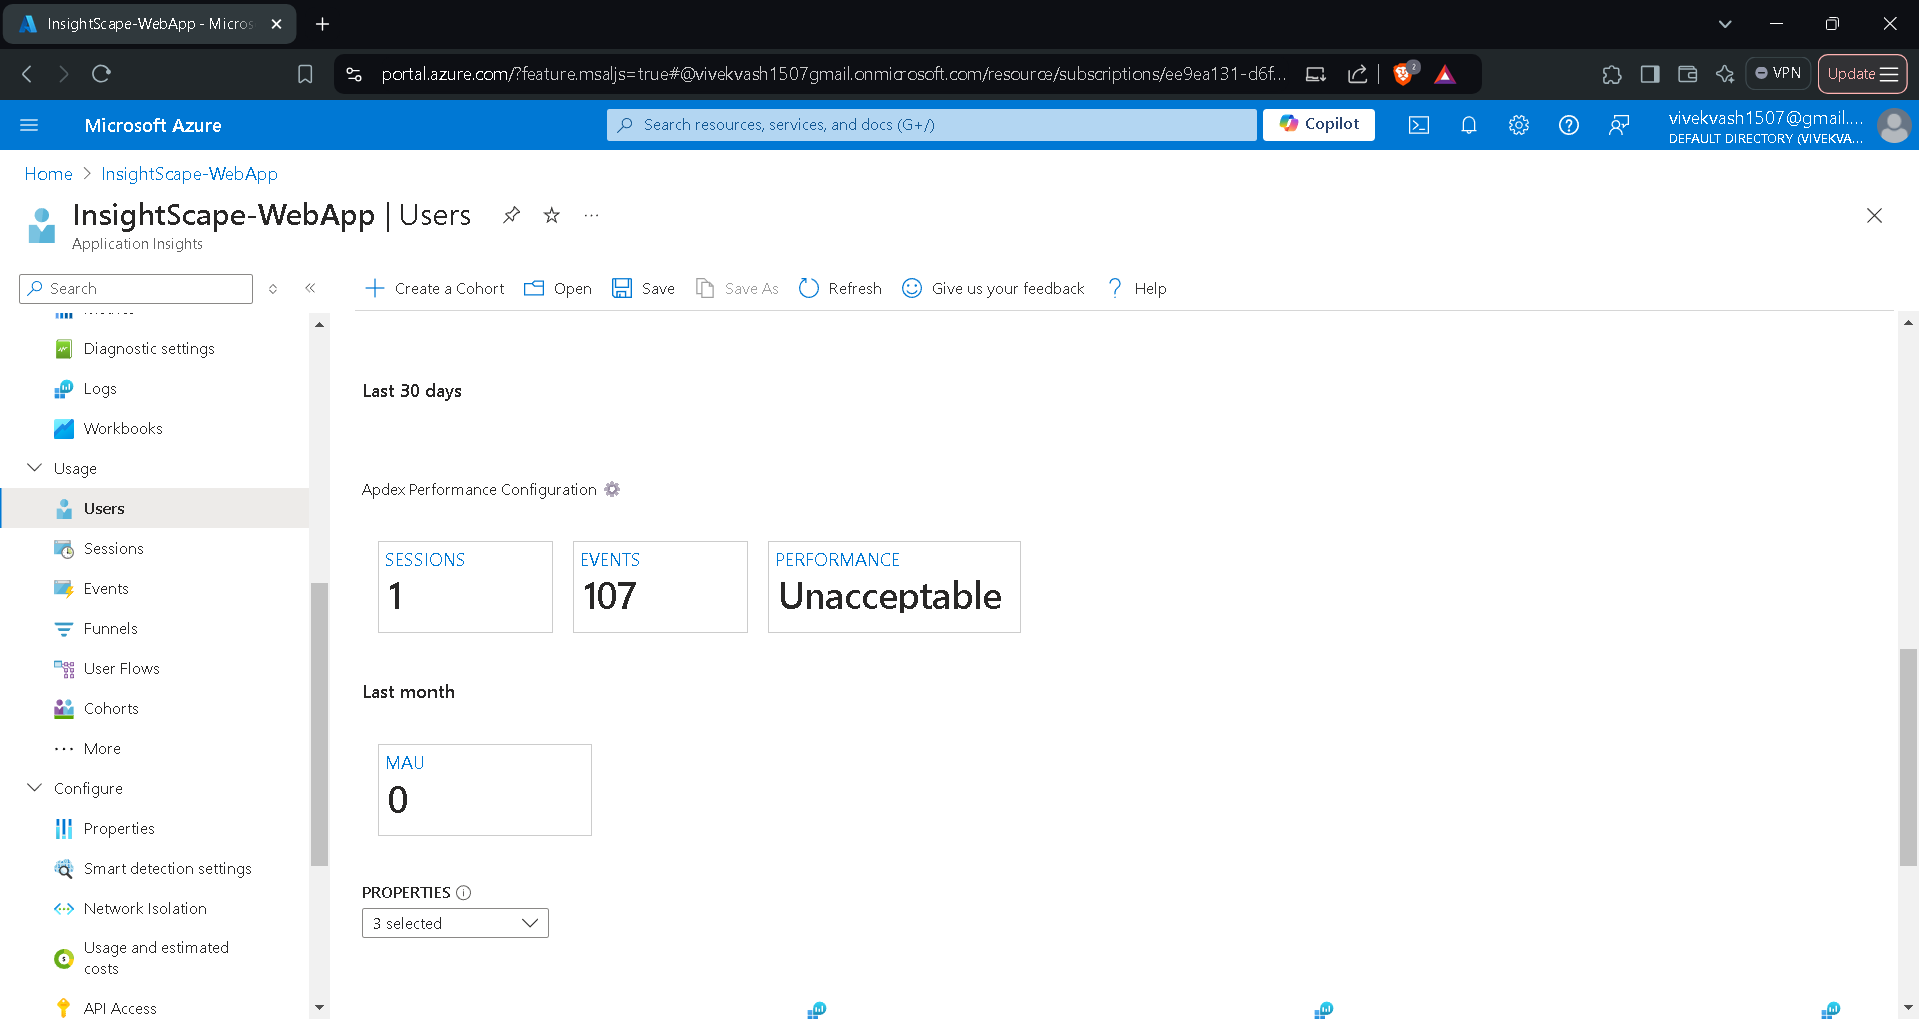 InsightScape-WebApp - Micros
portal.azure.com/?feature.msaljs=true#@vivekvash1507gmail.onmicrosoft.com/resource/subscriptions/ee9ea131-d6f...
2
VPN
Update
Microsoft Azure
Search resources, services, and docs (G+/)
Copilot
vivekvash1507@gmail....
DEFAULT DIRECTORY (VIVEKVA...
Home > InsightScape-WebApp
InsightScape-WebApp | Users
Application Insights
Search
Create a Cohort
Open
Save
Save As
Refresh
Give us your feedback
Help
Diagnostic settings
Logs
Workbooks
Usage
Users
Sessions
Events
Funnels
User Flows
Cohorts
More
Configure
Properties
Smart detection settings
Network Isolation
Usage and estimated
costs
API Access
Last 30 days
Apdex Performance Configuration
SESSIONS
1
EVENTS
107
PERFORMANCE
Unacceptable
Last month
MAU
0
PROPERTIES
3 selected